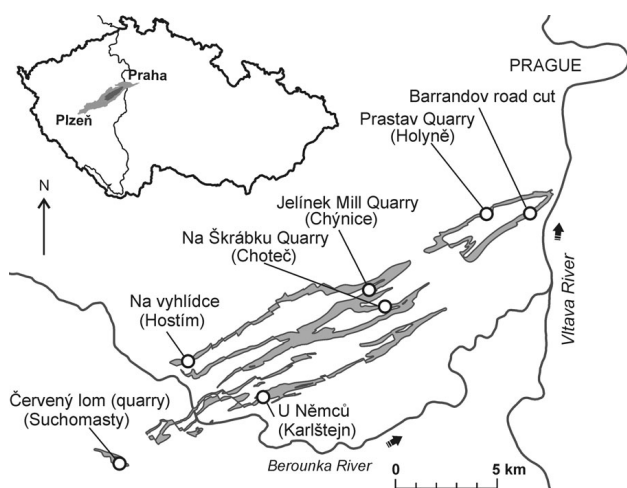 Praha
Plzeň
PRAGUE
Barrandov road cut
Prastav Quarry
(Holyně)
N
Jelínek Mill Quarry
(Chýnice)
Na Škrábku Quarry
(Choteč)
Na vyhlídce
(Hostím)
Vltava River
Červený lom (quarry)
(Suchomasty)
U Němců
(Karlštejn)
Berounka River
0 5 km